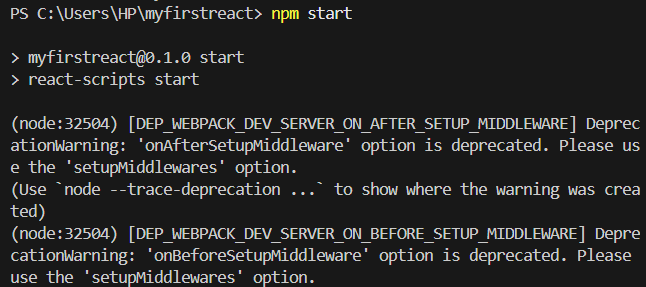 PS C:\Users\HP\myfirstreact> npm start
> myfirstreact@0.1.0 start
> react-scripts start
(node:32504) [DEP_WEBPACK_DEV_SERVER_ON_AFTER_SETUP_MIDDLEWARE] Deprec
ationWarning: 'onAfterSetupMiddleware' option is deprecated. Please us
e the 'setupMiddlewares' option.
(Use `node --trace-deprecation ...` to show where the warning was crea
ted)
(node:32504) [DEP_WEBPACK_DEV_SERVER_ON_BEFORE_SETUP_MIDDLEWARE] Depre
cationWarning: 'onBeforeSetupMiddleware' option is deprecated. Please
use the 'setupMiddlewares' option.